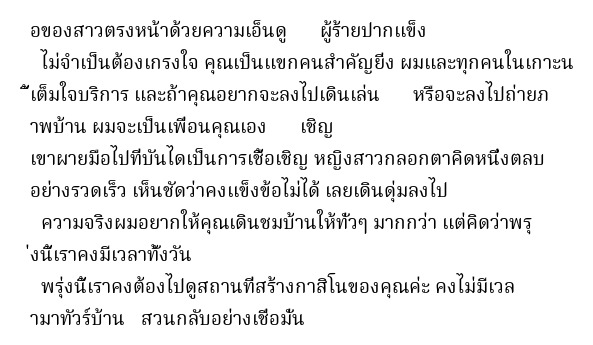 อของสาวตรงหน้าด้วยความเอ็นดู ผู้ร้ายปากแข็ง
ไม่จำเป็นต้องเกรงใจ คุณเป็นแขกคนสำคัญยิ่ง ผมและทุกคนในเกาะน
ี้เต็มใจบริการ และถ้าคุณอยากจะลงไปเดินเล่น หรือจะลงไปถ่ายภ
าพบ้าน ผมจะเป็นเพื่อนคุณเอง เชิญ
เขาผายมือไปที่บันไดเป็นการเชื้อเชิญ หญิงสาวกลอกตาคิดหนึ่งตลบ
อย่างรวดเร็ว เห็นชัดว่าคงแข็งข้อไม่ได้ เลยเดินดุ่มลงไป
ความจริงผมอยากให้คุณเดินชมบ้านให้ทั่วๆ มากกว่า แต่คิดว่าพรุ
่งนี้เราคงมีเวลาทั้งวัน
พรุ่งนี้เราคงต้องไปดูสถานที่สร้างกาสิโนของคุณค่ะ คงไม่มีเวล
ามาทัวร์บ้าน สวนกลับอย่างเชื่อมั่น